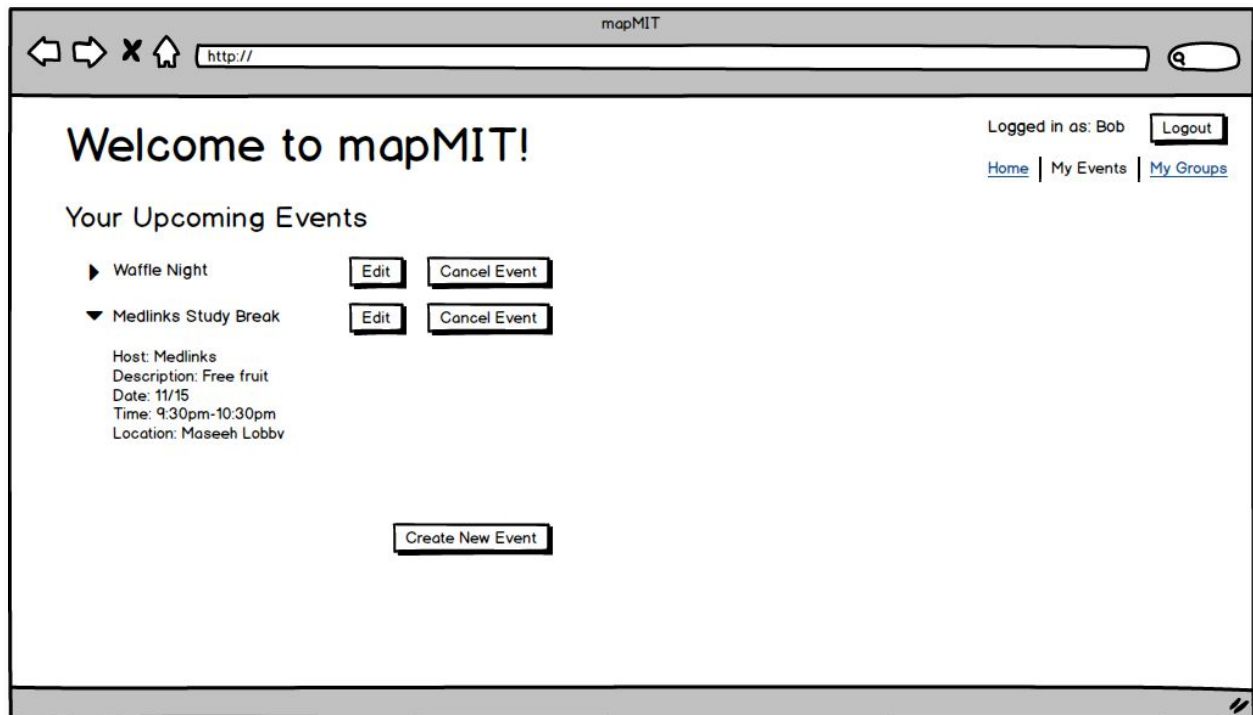 mapMIT
http://
Welcome to mapMIT!
Logged in as: Bob Logout
Home My Events My Groups
Your Upcoming Events
Waffle Night Edit Cancel Event
Medlinks Study Break Edit Cancel Event
Host: Medlinks
Description: Free fruit
Date: 11/15
Time: 9:30pm-10:30pm
Location: Maseeh Lobby
Create New Event